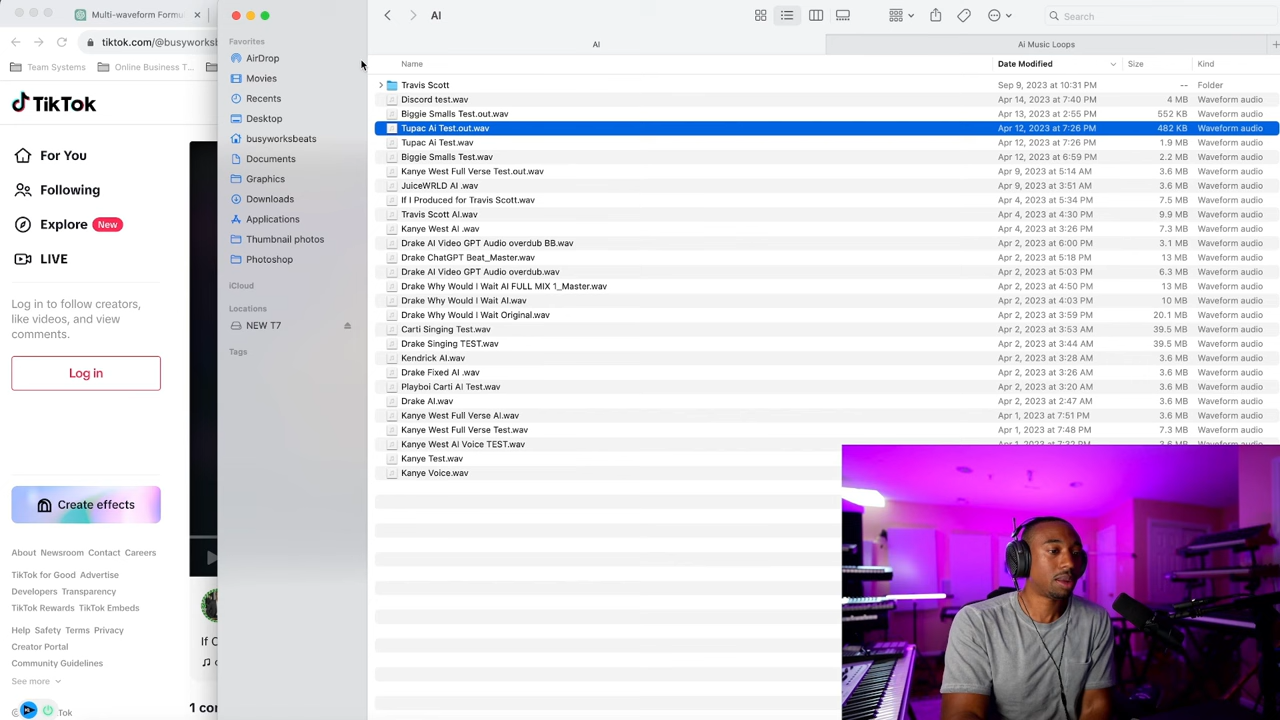 Multi-waveform Formu
tiktok.com/@busyworksb
Team Systems
Online Business T...
TikTok
For You
Following
Explore New
LIVE
Log in to follow creators,
like videos, and view
comments.
Log in
Create effects
About Newsroom Contact Careers
TikTok for Good Advertise
Developers Transparency
TikTok Rewards TikTok Embeds
Help Safety Terms Privacy
Creator Portal
Community Guidelines
See more
Tok
If C
1 co
Favorites
AirDrop
Movies
Recents
Desktop
busyworksbeats
Documents
Graphics
Downloads
Applications
Thumbnail photos
Photoshop
iCloud
Locations
NEW T7
Tags
AI
Search
AI
Ai Music Loops
Name Date Modified Size Kind
Travis Scott Sep 9, 2023 at 10:31 PM -- Folder
Discord test.wav Apr 14, 2023 at 7:40 PM 4 MB Waveform audio
Biggie Smalls Test.out.wav Apr 13, 2023 at 2:55 PM 552 KB Waveform audio
Tupac Ai Test.out.wav Apr 12, 2023 at 7:26 PM 482 KB Waveform audio
Tupac Ai Test.wav Apr 12, 2023 at 7:26 PM 1.9 MB Waveform audio
Biggie Smalls Test.wav Apr 12, 2023 at 6:59 PM 2.2 MB Waveform audio
Kanye West Full Verse Test.out.wav Apr 9, 2023 at 5:14 AM 3.6 MB Waveform audio
JuiceWRLD AI .wav Apr 9, 2023 at 3:51 AM 3.6 MB Waveform audio
If I Produced for Travis Scott.wav Apr 4, 2023 at 5:34 PM 7.5 MB Waveform audio
Travis Scott AI.wav Apr 4, 2023 at 4:30 PM 9.9 MB Waveform audio
Kanye West AI .wav Apr 4, 2023 at 3:26 PM 7.3 MB Waveform audio
Drake AI Video GPT Audio overdub BB.wav Apr 2, 2023 at 6:00 PM 3.1 MB Waveform audio
Drake ChatGPT Beat_Master.wav Apr 2, 2023 at 5:18 PM 13 MB Waveform audio
Drake AI Video GPT Audio overdub.wav Apr 2, 2023 at 5:03 PM 6.3 MB Waveform audio
Drake Why Would I Wait AI FULL MIX 1_Master.wav Apr 2, 2023 at 4:50 PM 13 MB Waveform audio
Drake Why Would I Wait AI.wav Apr 2, 2023 at 4:03 PM 10 MB Waveform audio
Drake Why Would I Wait Original.wav Apr 2, 2023 at 3:59 PM 20.1 MB Waveform audio
Carti Singing Test.wav Apr 2, 2023 at 3:53 AM 39.5 MB Waveform audio
Drake Singing TEST.wav Apr 2, 2023 at 3:44 AM 39.5 MB Waveform audio
Kendrick AI.wav Apr 2, 2023 at 3:28 AM 3.6 MB Waveform audio
Drake Fixed AI .wav Apr 2, 2023 at 3:26 AM 3.6 MB Waveform audio
Playboi Carti AI Test.wav Apr 2, 2023 at 3:20 AM 3.6 MB Waveform audio
Drake AI.wav Apr 2, 2023 at 2:47 AM 3.6 MB Waveform audio
Kanye West Full Verse AI.wav Apr 1, 2023 at 7:51 PM 3.6 MB Waveform audio
Kanye West Full Verse Test.wav Apr 1, 2023 at 7:48 PM 7.3 MB Waveform audio
Kanye West AI Voice TEST.wav Apr 1, 2023 at 7:32 PM 3.6 MB Waveform audio
Kanye Test.wav
Kanye Voice.wav